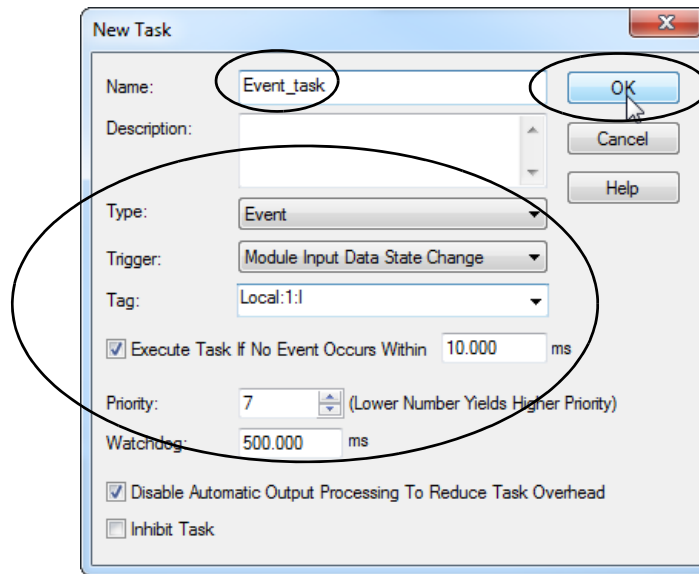 New Task
Name: Event_task OK
Description: Cancel
Help
Type: Event
Trigger: Module Input Data State Change
Tag: Local:1:I
Execute Task If No Event Occurs Within 10.000 ms
Priority: 7 (Lower Number Yields Higher Priority)
Watchdog: 500.000 ms
Disable Automatic Output Processing To Reduce Task Overhead
Inhibit Task